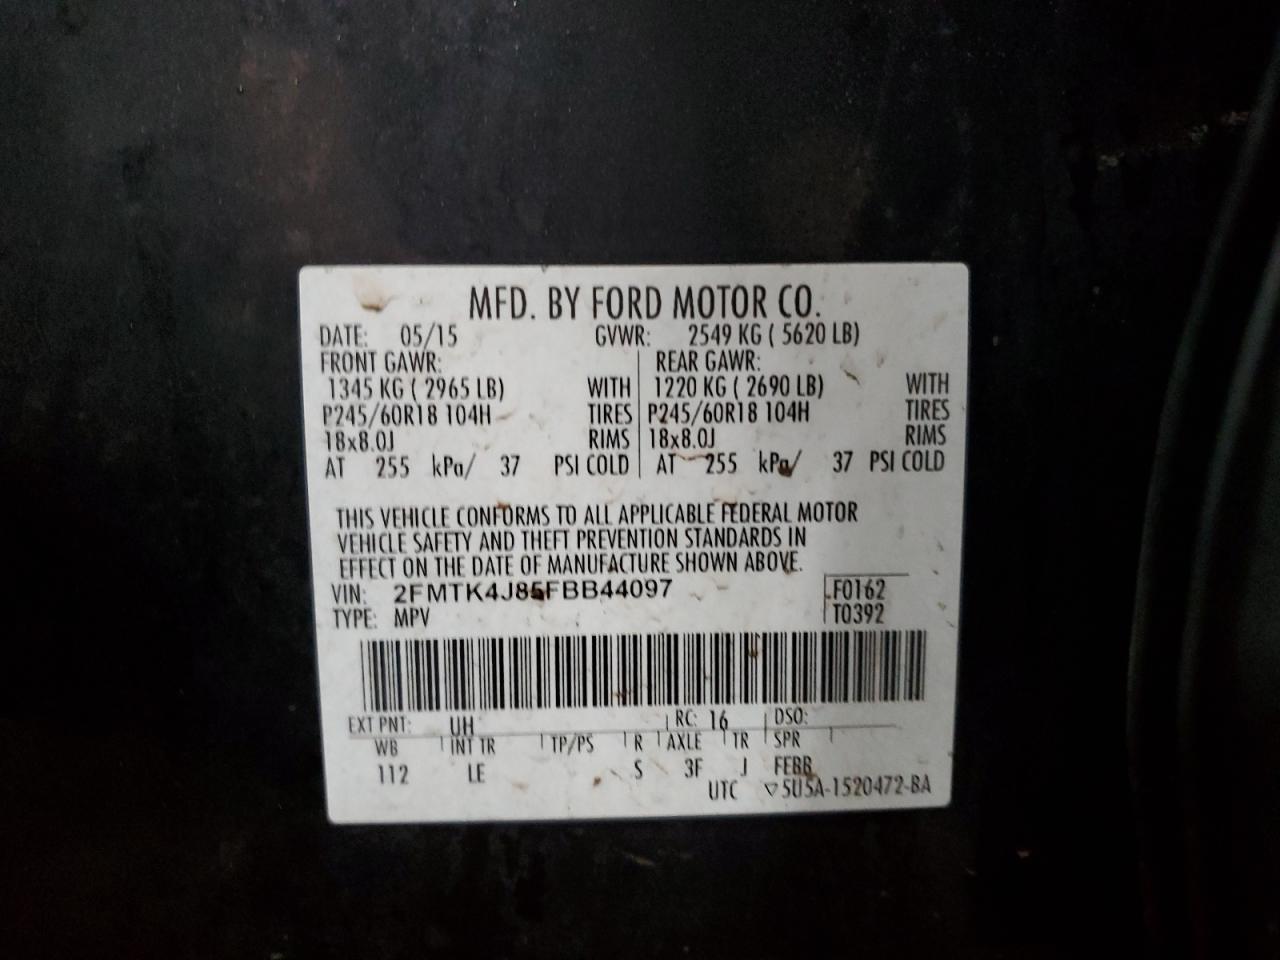 MFD. BY FORD MOTOR CO.
DATE: 05/15 GVWR: 2549 KG ( 5620 LB)
FRONT GAWR: REAR GAWR:
1345 KG ( 2965 LB) WITH 1220 KG ( 2690 LB) WITH
P245/60R18 104H TIRES P245/60R18 104H TIRES
18x8.0J RIMS 18x8.0J RIMS
AT 255 kPa/ 37 PSI COLD AT 255 kPa/ 37 PSI COLD
THIS VEHICLE CONFORMS TO ALL APPLICABLE FEDERAL MOTOR
VEHICLE SAFETY AND THEFT PREVENTION STANDARDS IN
EFFECT ON THE DATE OF MANUFACTURE SHOWN ABOVE.
VIN: 2FMTK4J85FBB44097 F0162
TYPE: MPV T0392
EXT PNT: UH RC: 16 DSO:
WB INT TR TP/PS R AXLE TR SPR
112 LE S 3F J FEBB
UTC ▽5U5A-1520472-BA